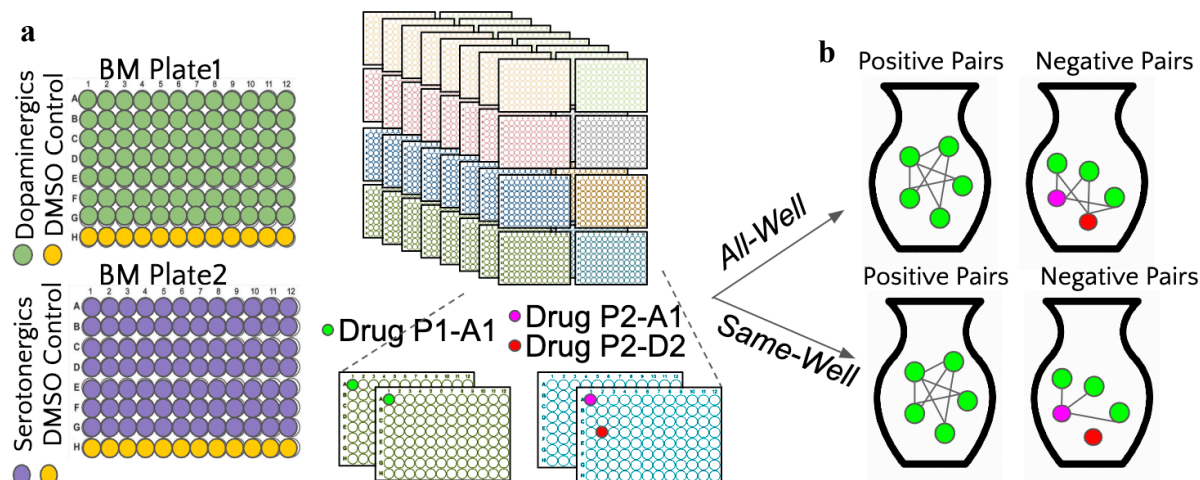 a
BM Plate1
1 2 3 4 5 6 7 8 9 10 11 12
A
B
C
D
E
F
G
H
Dopaminergics
DMSO Control
BM Plate2
1 2 3 4 5 6 7 8 9 10 11 12
A
B
C
D
E
F
G
H
Serotonergics
DMSO Control
Drug P1-A1
Drug P2-A1
Drug P2-D2
All-Well
Same-Well
b
Positive Pairs
Negative Pairs
Positive Pairs
Negative Pairs